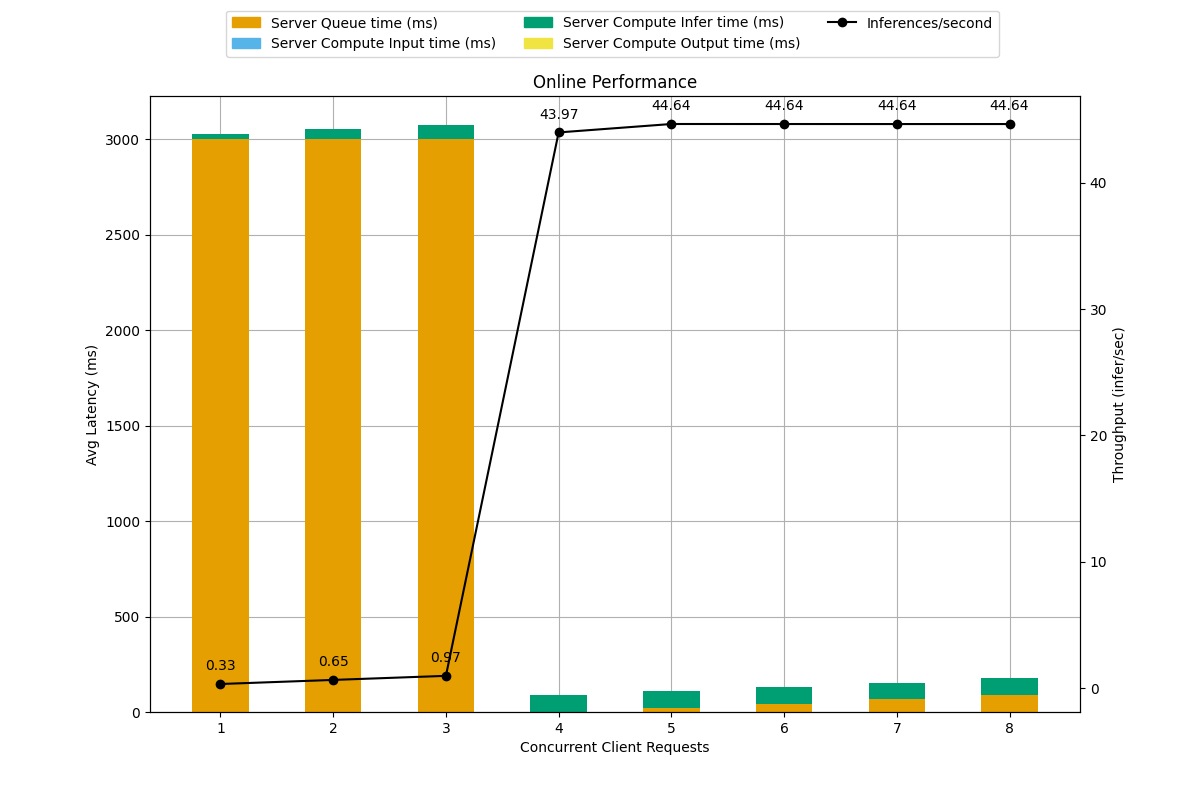 Server Queue time (ms)
Server Compute Input time (ms)
Server Compute Infer time (ms)
Server Compute Output time (ms)
Inferences/second
Online Performance
43.97
44.64
44.64
44.64
44.64
0.33
0.65
0.97
3000
2500
2000
1500
1000
500
0
Avg Latency (ms)
40
30
20
10
0
Throughput (infer/sec)
1 2 3 4 5 6 7 8
Concurrent Client Requests